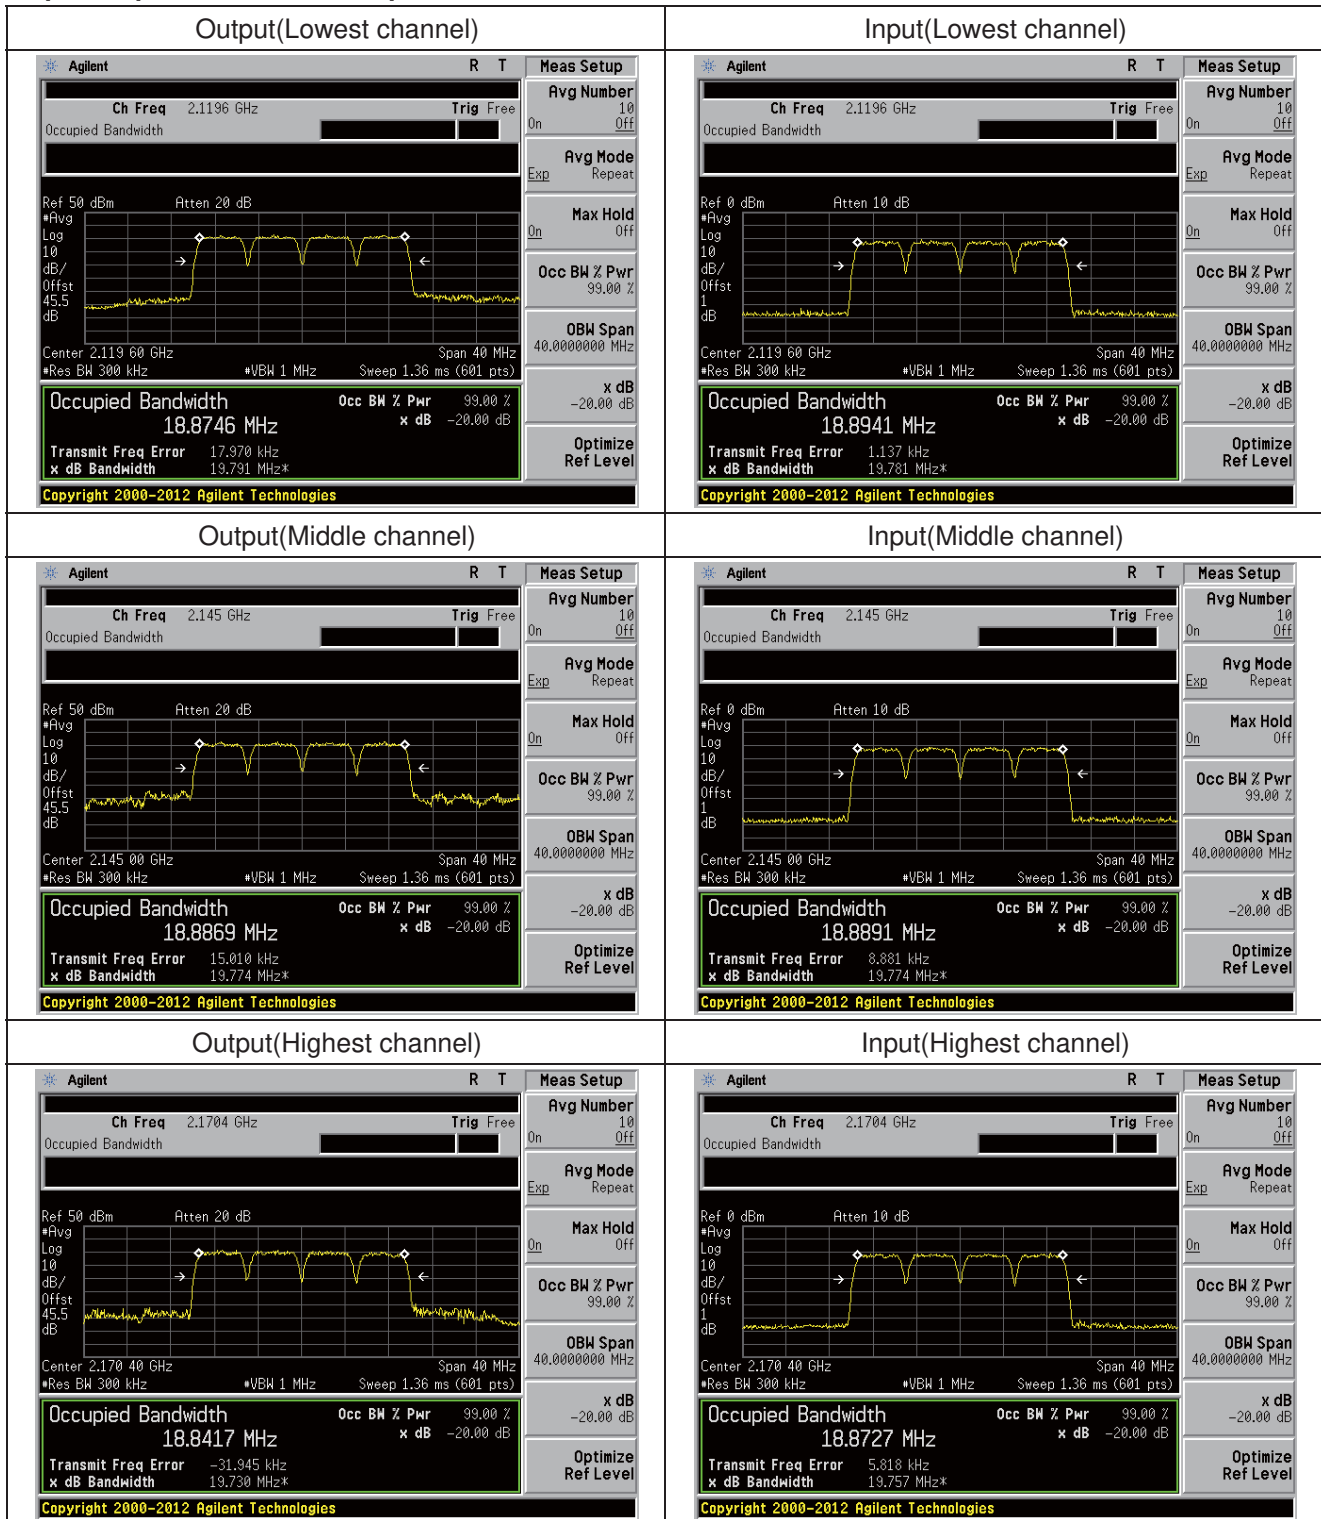 Output(Lowest channel)
Input(Lowest channel)
Agilent R T Meas Setup
Ch Freq 2.1196 GHz Trig Free
Occupied Bandwidth
Avg Number
10
On Off
Avg Mode
Exp Repeat
Max Hold
On Off
Occ BW % Pwr
99.00 %
OBW Span
40.0000000 MHz
x dB
-20.00 dB
Optimize
Ref Level
Ref 50 dBm Atten 20 dB
#Avg
Log
10
dB/
Offst
45.5
dB
Center 2.119 60 GHz Span 40 MHz
#Res BW 300 kHz #VBW 1 MHz Sweep 1.36 ms (601 pts)
Occupied Bandwidth Occ BW % Pwr 99.00 %
18.8746 MHz x dB -20.00 dB
Transmit Freq Error 17.970 kHz
x dB Bandwidth 19.791 MHz*
Copyright 2000-2012 Agilent Technologies
Agilent R T Meas Setup
Ch Freq 2.1196 GHz Trig Free
Occupied Bandwidth
Avg Number
10
On Off
Avg Mode
Exp Repeat
Max Hold
On Off
Occ BW % Pwr
99.00 %
OBW Span
40.0000000 MHz
x dB
-20.00 dB
Optimize
Ref Level
Ref 0 dBm Atten 10 dB
#Avg
Log
10
dB/
Offst
1
dB
Center 2.119 60 GHz Span 40 MHz
#Res BW 300 kHz #VBW 1 MHz Sweep 1.36 ms (601 pts)
Occupied Bandwidth Occ BW % Pwr 99.00 %
18.8941 MHz x dB -20.00 dB
Transmit Freq Error 1.137 kHz
x dB Bandwidth 19.781 MHz*
Copyright 2000-2012 Agilent Technologies
Output(Middle channel)
Input(Middle channel)
Agilent R T Meas Setup
Ch Freq 2.145 GHz Trig Free
Occupied Bandwidth
Avg Number
10
On Off
Avg Mode
Exp Repeat
Max Hold
On Off
Occ BW % Pwr
99.00 %
OBW Span
40.0000000 MHz
x dB
-20.00 dB
Optimize
Ref Level
Ref 50 dBm Atten 20 dB
#Avg
Log
10
dB/
Offst
45.5
dB
Center 2.145 00 GHz Span 40 MHz
#Res BW 300 kHz #VBW 1 MHz Sweep 1.36 ms (601 pts)
Occupied Bandwidth Occ BW % Pwr 99.00 %
18.8869 MHz x dB -20.00 dB
Transmit Freq Error 15.010 kHz
x dB Bandwidth 19.774 MHz*
Copyright 2000-2012 Agilent Technologies
Agilent R T Meas Setup
Ch Freq 2.145 GHz Trig Free
Occupied Bandwidth
Avg Number
10
On Off
Avg Mode
Exp Repeat
Max Hold
On Off
Occ BW % Pwr
99.00 %
OBW Span
40.0000000 MHz
x dB
-20.00 dB
Optimize
Ref Level
Ref 0 dBm Atten 10 dB
#Avg
Log
10
dB/
Offst
1
dB
Center 2.145 00 GHz Span 40 MHz
#Res BW 300 kHz #VBW 1 MHz Sweep 1.36 ms (601 pts)
Occupied Bandwidth Occ BW % Pwr 99.00 %
18.8891 MHz x dB -20.00 dB
Transmit Freq Error 8.881 kHz
x dB Bandwidth 19.774 MHz*
Copyright 2000-2012 Agilent Technologies
Output(Highest channel)
Input(Highest channel)
Agilent R T Meas Setup
Ch Freq 2.1704 GHz Trig Free
Occupied Bandwidth
Avg Number
10
On Off
Avg Mode
Exp Repeat
Max Hold
On Off
Occ BW % Pwr
99.00 %
OBW Span
40.0000000 MHz
x dB
-20.00 dB
Optimize
Ref Level
Ref 50 dBm Atten 20 dB
#Avg
Log
10
dB/
Offst
45.5
dB
Center 2.170 40 GHz Span 40 MHz
#Res BW 300 kHz #VBW 1 MHz Sweep 1.36 ms (601 pts)
Occupied Bandwidth Occ BW % Pwr 99.00 %
18.8417 MHz x dB -20.00 dB
Transmit Freq Error -31.945 kHz
x dB Bandwidth 19.730 MHz*
Copyright 2000-2012 Agilent Technologies
Agilent R T Meas Setup
Ch Freq 2.1704 GHz Trig Free
Occupied Bandwidth
Avg Number
10
On Off
Avg Mode
Exp Repeat
Max Hold
On Off
Occ BW % Pwr
99.00 %
OBW Span
40.0000000 MHz
x dB
-20.00 dB
Optimize
Ref Level
Ref 0 dBm Atten 10 dB
#Avg
Log
10
dB/
Offst
1
dB
Center 2.170 40 GHz Span 40 MHz
#Res BW 300 kHz #VBW 1 MHz Sweep 1.36 ms (601 pts)
Occupied Bandwidth Occ BW % Pwr 99.00 %
18.8727 MHz x dB -20.00 dB
Transmit Freq Error 5.818 kHz
x dB Bandwidth 19.757 MHz*
Copyright 2000-2012 Agilent Technologies